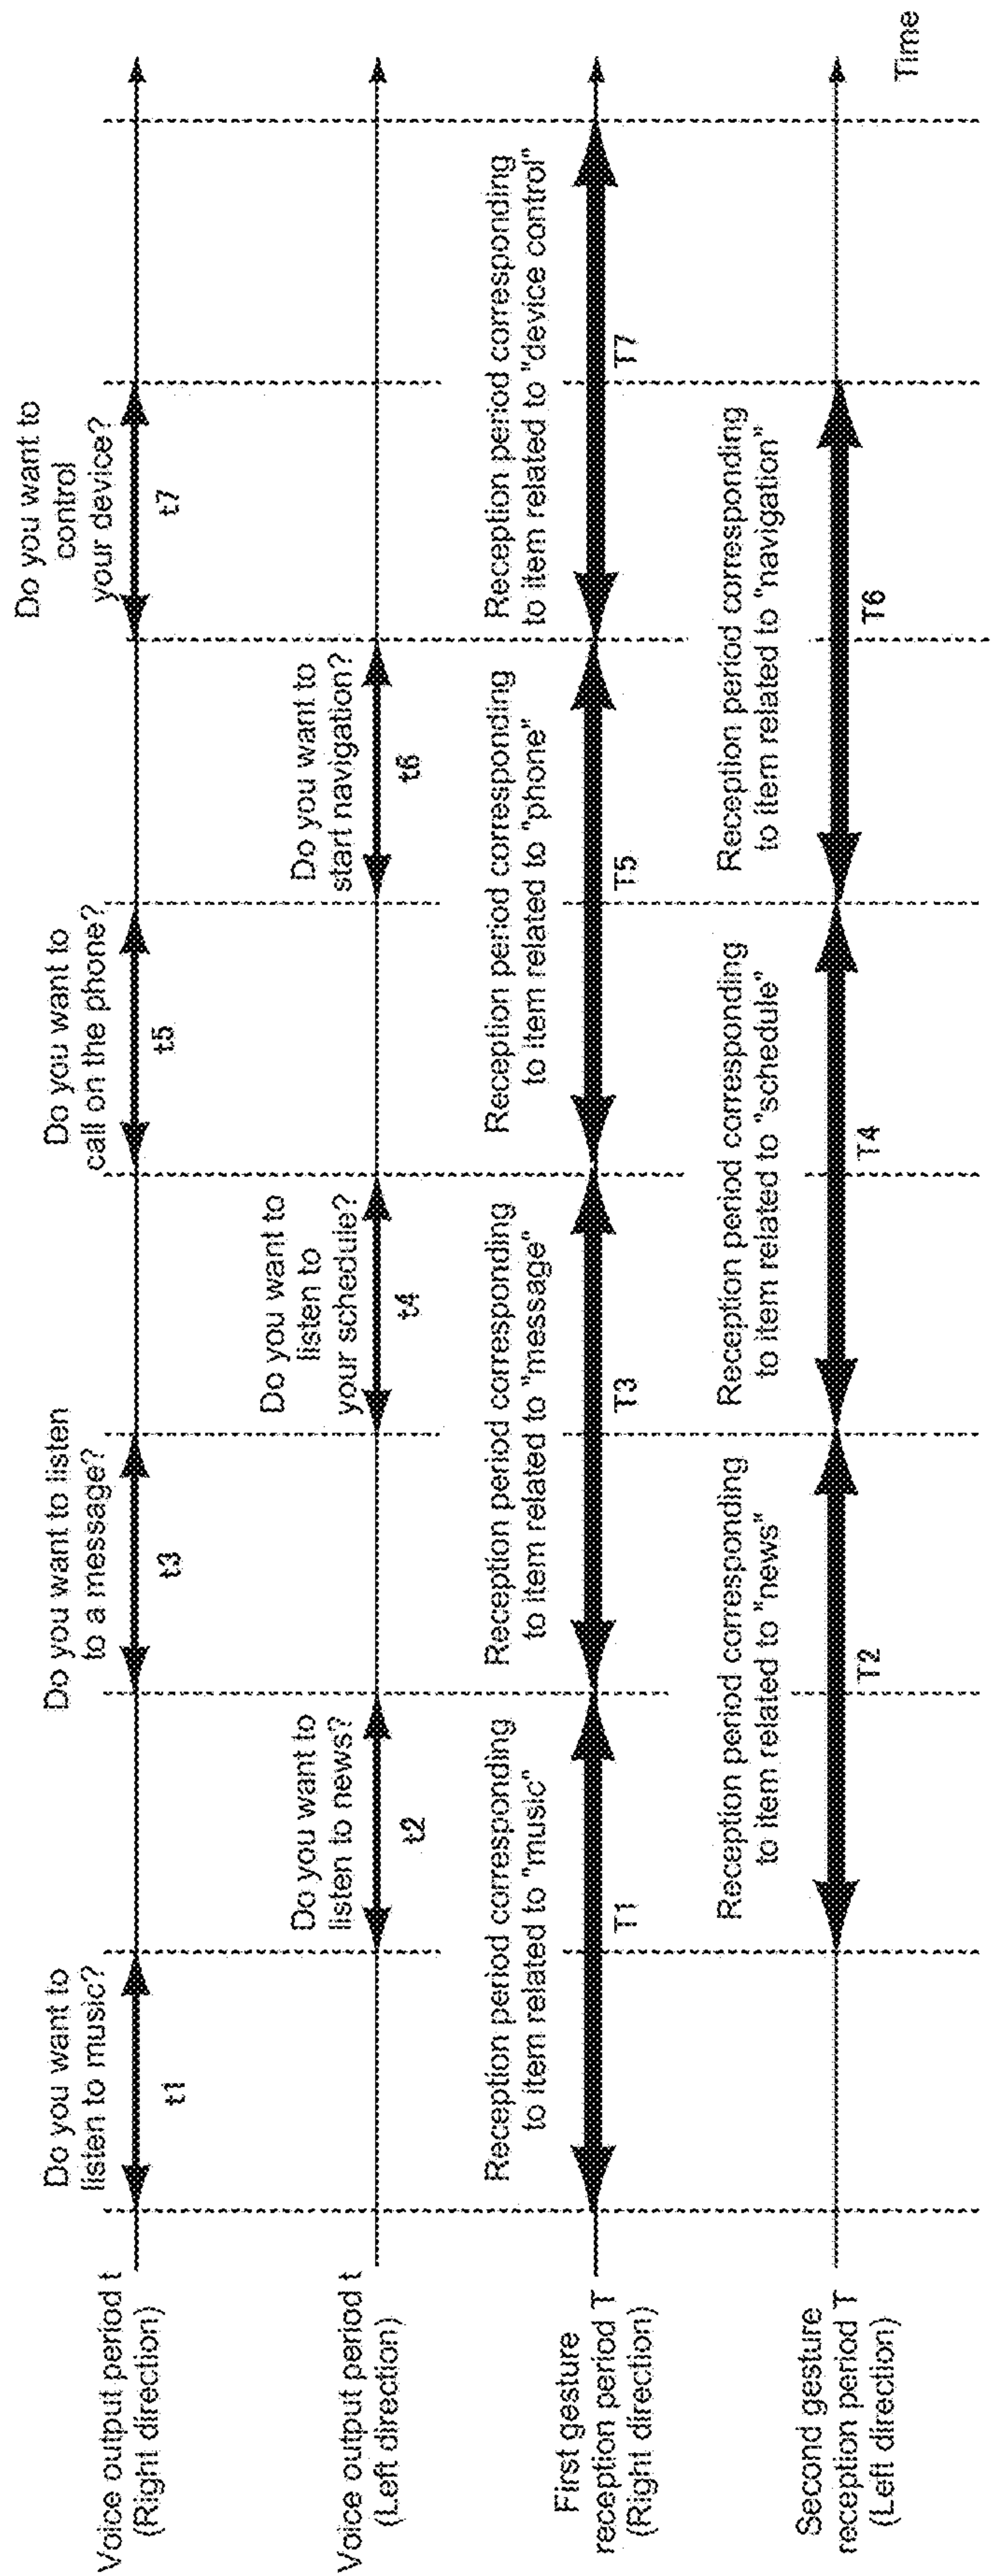 Voice output period t
(Right direction)
Do you want to
listen to music?
t1
Do you want to listen
to a message?
t3
Do you want to
call on the phone?
t5
Do you want to
control
your device?
t7
Voice output period t
(Left direction)
Do you want to
listen to news?
t2
Do you want to
listen to
your schedule?
t4
Do you want to
start navigation?
t6
First gesture
reception period T
(Right direction)
Reception period corresponding
to item related to "music"
T1
Reception period corresponding
to item related to "message"
T3
Reception period corresponding
to item related to "phone"
T5
Reception period corresponding
to item related to "device control"
T7
Second gesture
reception period T
(Left direction)
Reception period corresponding
to item related to "news"
T2
Reception period corresponding
to item related to "schedule"
T4
Reception period corresponding
to item related to "navigation"
T6
Time